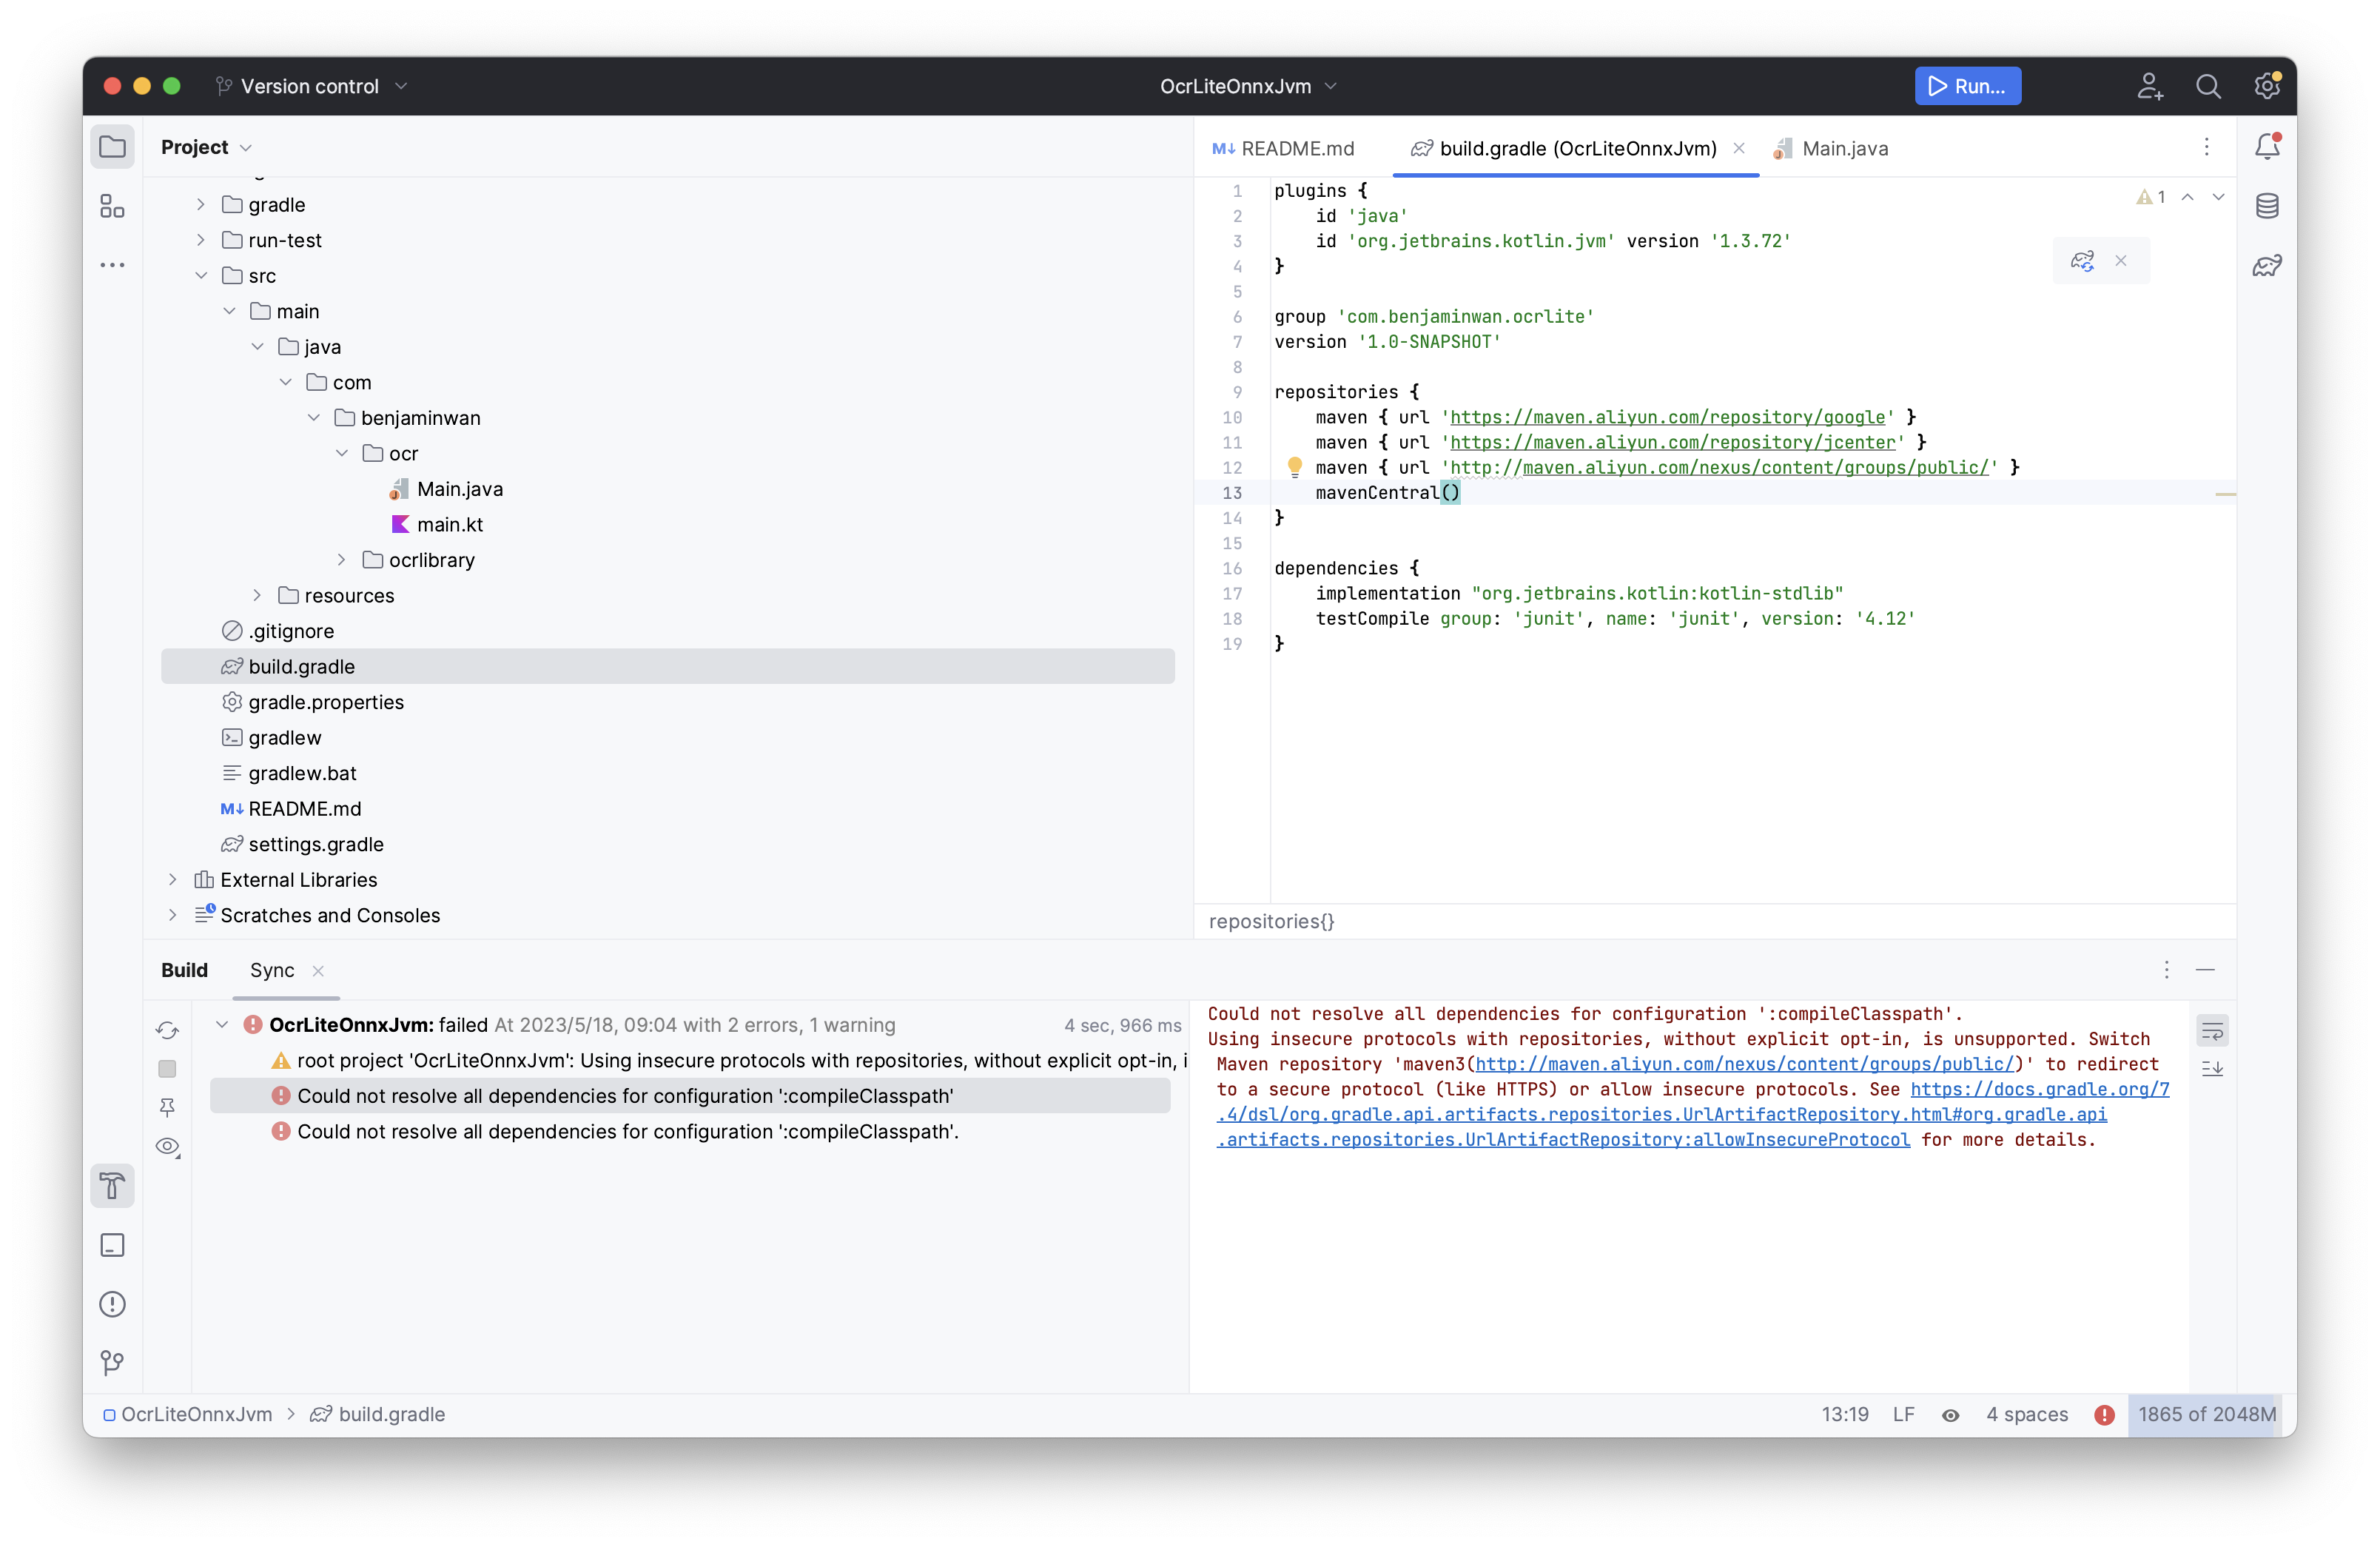 Version control
OcrLiteOnnxJvm
Run...
Project
gradle
run-test
src
main
java
com
benjaminwan
ocr
Main.java
main.kt
ocrlibrary
resources
.gitignore
build.gradle
gradle.properties
gradlew
gradlew.bat
M↓ README.md
settings.gradle
External Libraries
Scratches and Consoles
M↓ README.md
build.gradle (OcrLiteOnnxJvm)
Main.java
1
1 plugins {
2 id 'java'
3 id 'org.jetbrains.kotlin.jvm' version '1.3.72'
4 }
5
6 group 'com.benjaminwan.ocrlite'
7 version '1.0-SNAPSHOT'
8
9 repositories {
10 maven { url 'https://maven.aliyun.com/repository/google' }
11 maven { url 'https://maven.aliyun.com/repository/jcenter' }
12 maven { url 'http://maven.aliyun.com/nexus/content/groups/public/' }
13 mavenCentral()
14 }
15
16 dependencies {
17 implementation "org.jetbrains.kotlin:kotlin-stdlib"
18 testCompile group: 'junit', name: 'junit', version: '4.12'
19 }
repositories{}
Build
Sync
OcrLiteOnnxJvm: failed At 2023/5/18, 09:04 with 2 errors, 1 warning 4 sec, 966 ms
root project 'OcrLiteOnnxJvm': Using insecure protocols with repositories, without explicit opt-in, i
Could not resolve all dependencies for configuration ':compileClasspath'
Could not resolve all dependencies for configuration ':compileClasspath'.
Could not resolve all dependencies for configuration ':compileClasspath'.
Using insecure protocols with repositories, without explicit opt-in, is unsupported. Switch
Maven repository 'maven3(http://maven.aliyun.com/nexus/content/groups/public/)' to redirect
to a secure protocol (like HTTPS) or allow insecure protocols. See https://docs.gradle.org/7
.4/dsl/org.gradle.api.artifacts.repositories.UrlArtifactRepository.html#org.gradle.api
.artifacts.repositories.UrlArtifactRepository:allowInsecureProtocol for more details.
OcrLiteOnnxJvm
build.gradle
13:19
LF
4 spaces
1865 of 2048M